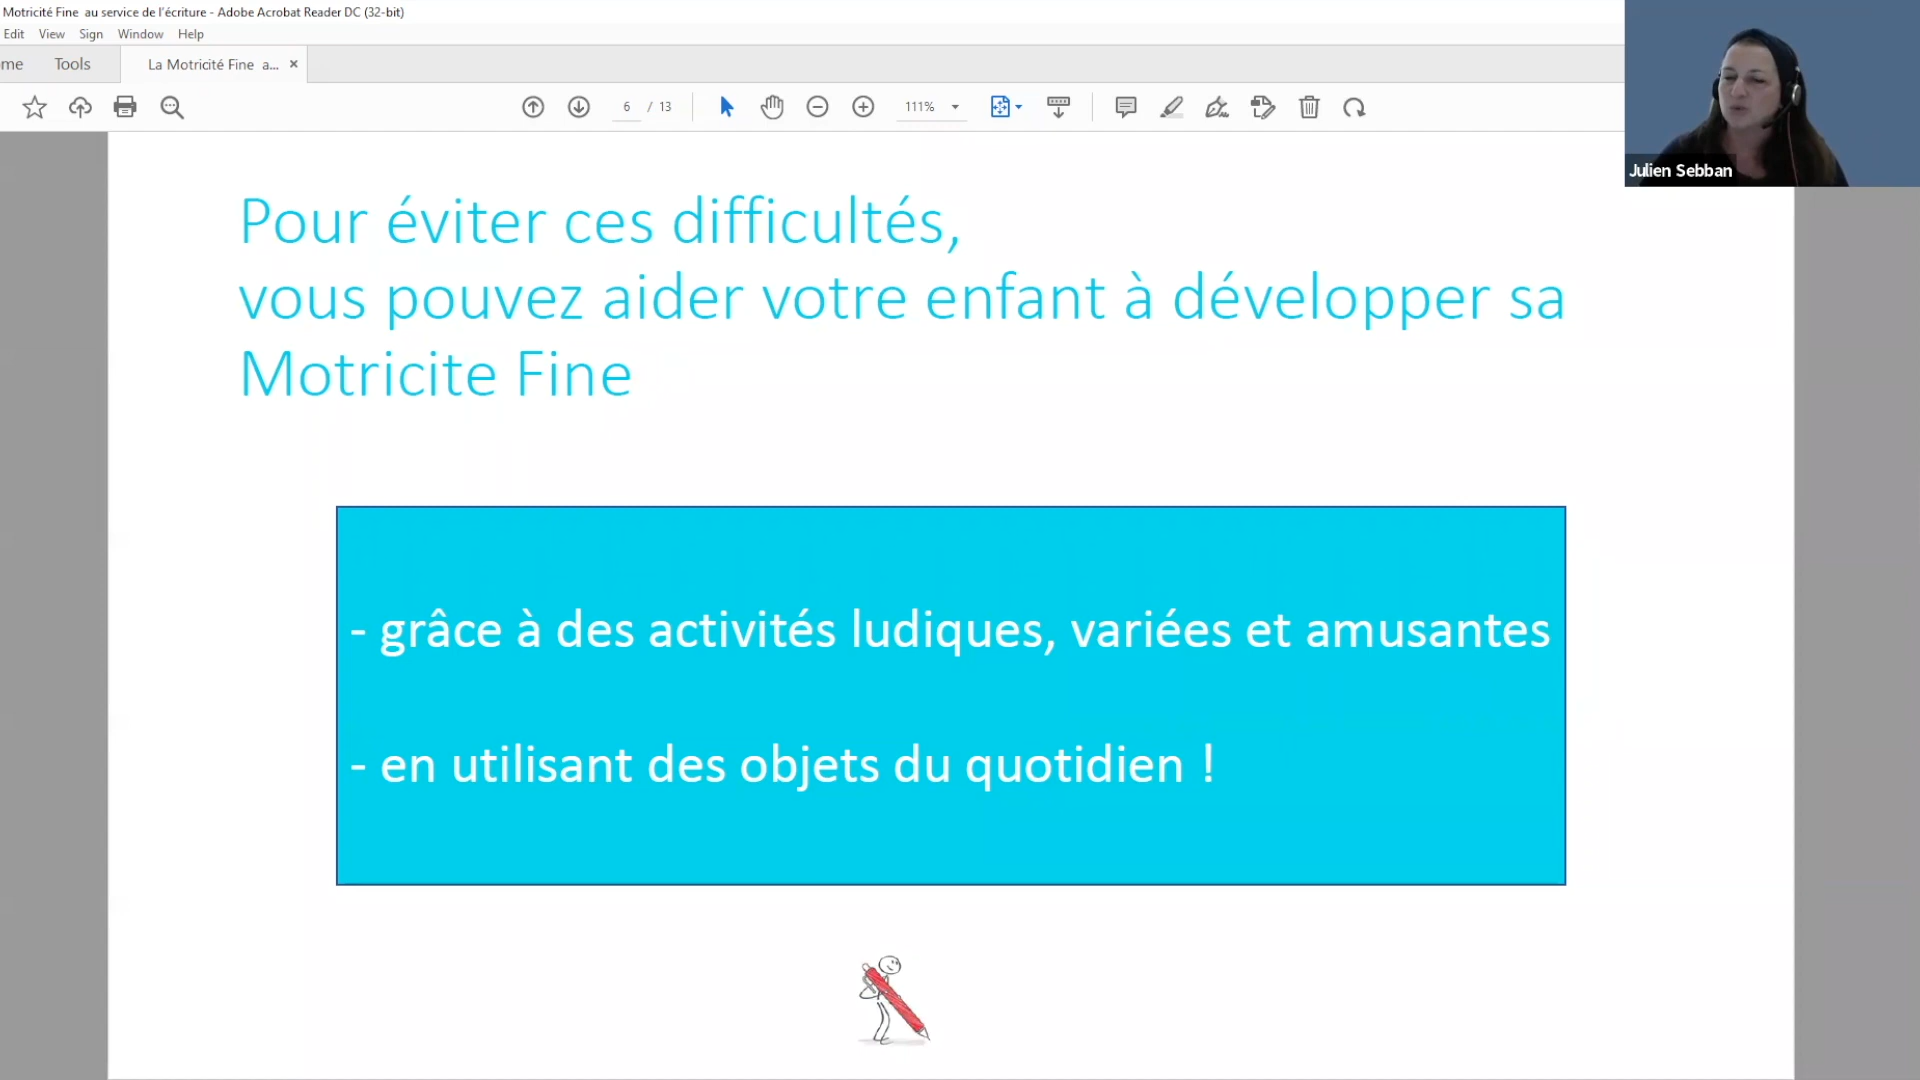 Motricité Fine  au service de l'écriture - Adobe Acrobat Reader DC (32-bit)
Edit View Sign Window Help
me Tools La Motricité Fine  a... ×
6 / 13 111%
Julien Sebban
Pour éviter ces difficultés,
vous pouvez aider votre enfant à développer sa
Motricite Fine
- grâce à des activités ludiques, variées et amusantes
- en utilisant des objets du quotidien !